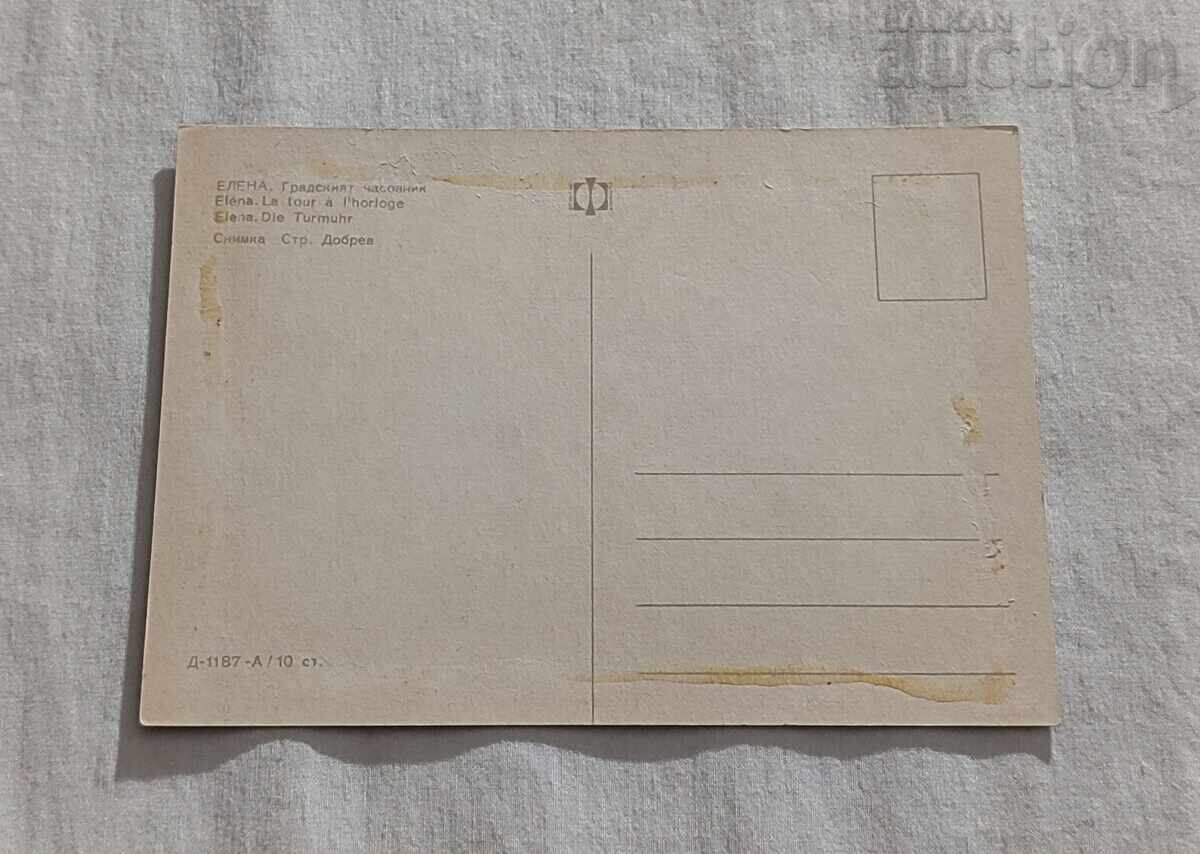 BALKAN
auction
ЕЛЕНА. Градският часовник
Eléna. La tour à l'horloge
Elena. Die Turmuhr
Снимка Стр. Добрев
Д-1187-А/10 ст.